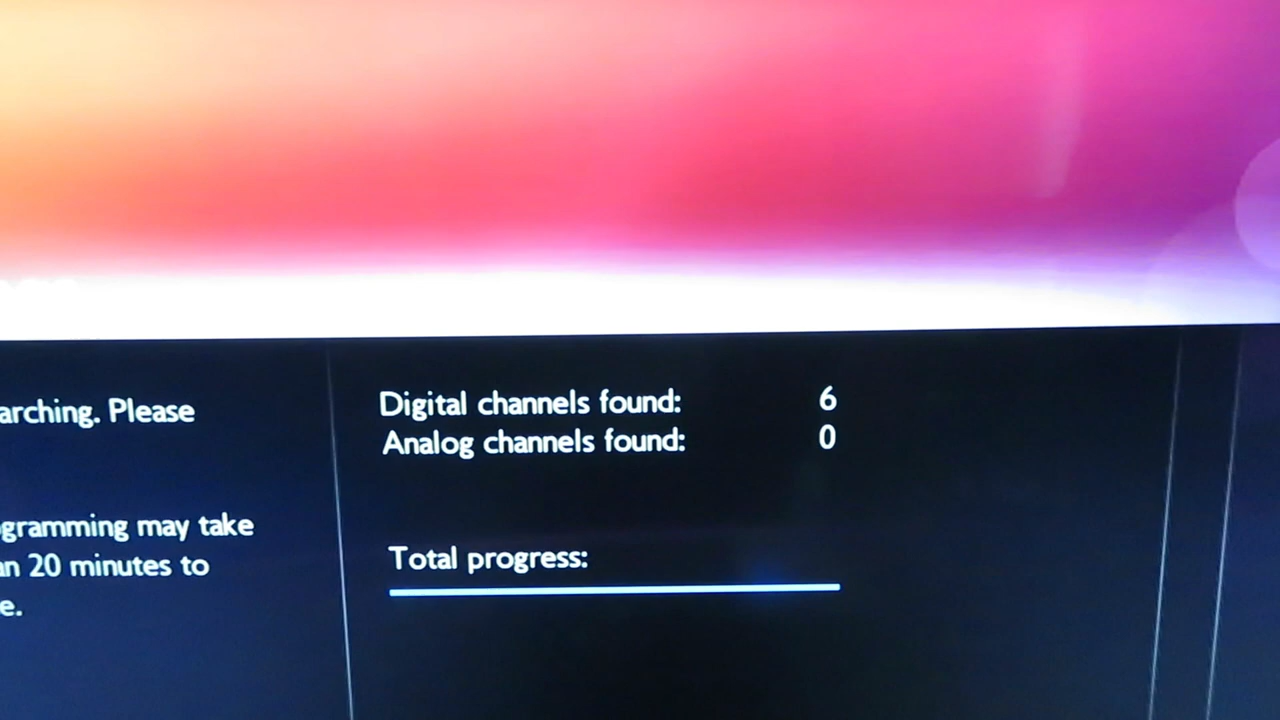 arching. Please
gramming may take
an 20 minutes to
e.
Digital channels found: 6
Analog channels found: 0
Total progress: